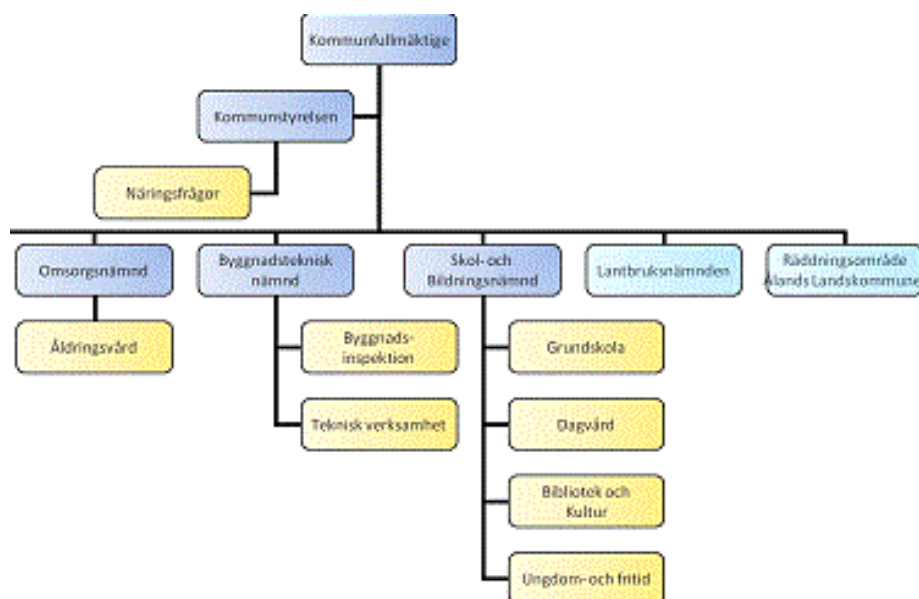 Kommunfullmäktige
Kommunstyrelsen
Näringsfrågor
Omsorgsnämnd
Byggnadsteknisk
nämnd
Skol- och
Bildningsnämnd
Lantbruksnämnden
Räddningsområde
Ålands Landskommune
Åldringsvård
Byggnads-
inspektion
Grundskola
Teknisk verksamhet
Dagvård
Bibliotek och
Kultur
Ungdom- och fritid